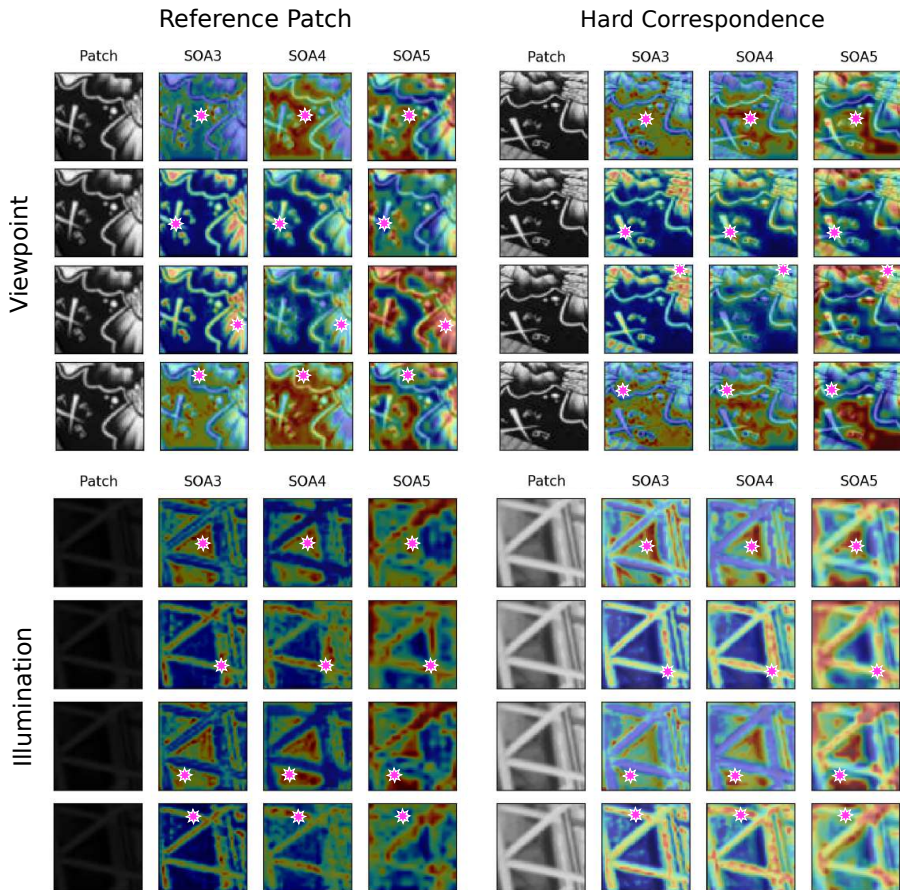 Reference Patch
Hard Correspondence
Patch SOA3 SOA4 SOA5
Patch SOA3 SOA4 SOA5
Viewpoint
Patch SOA3 SOA4 SOA5
Patch SOA3 SOA4 SOA5
Illumination